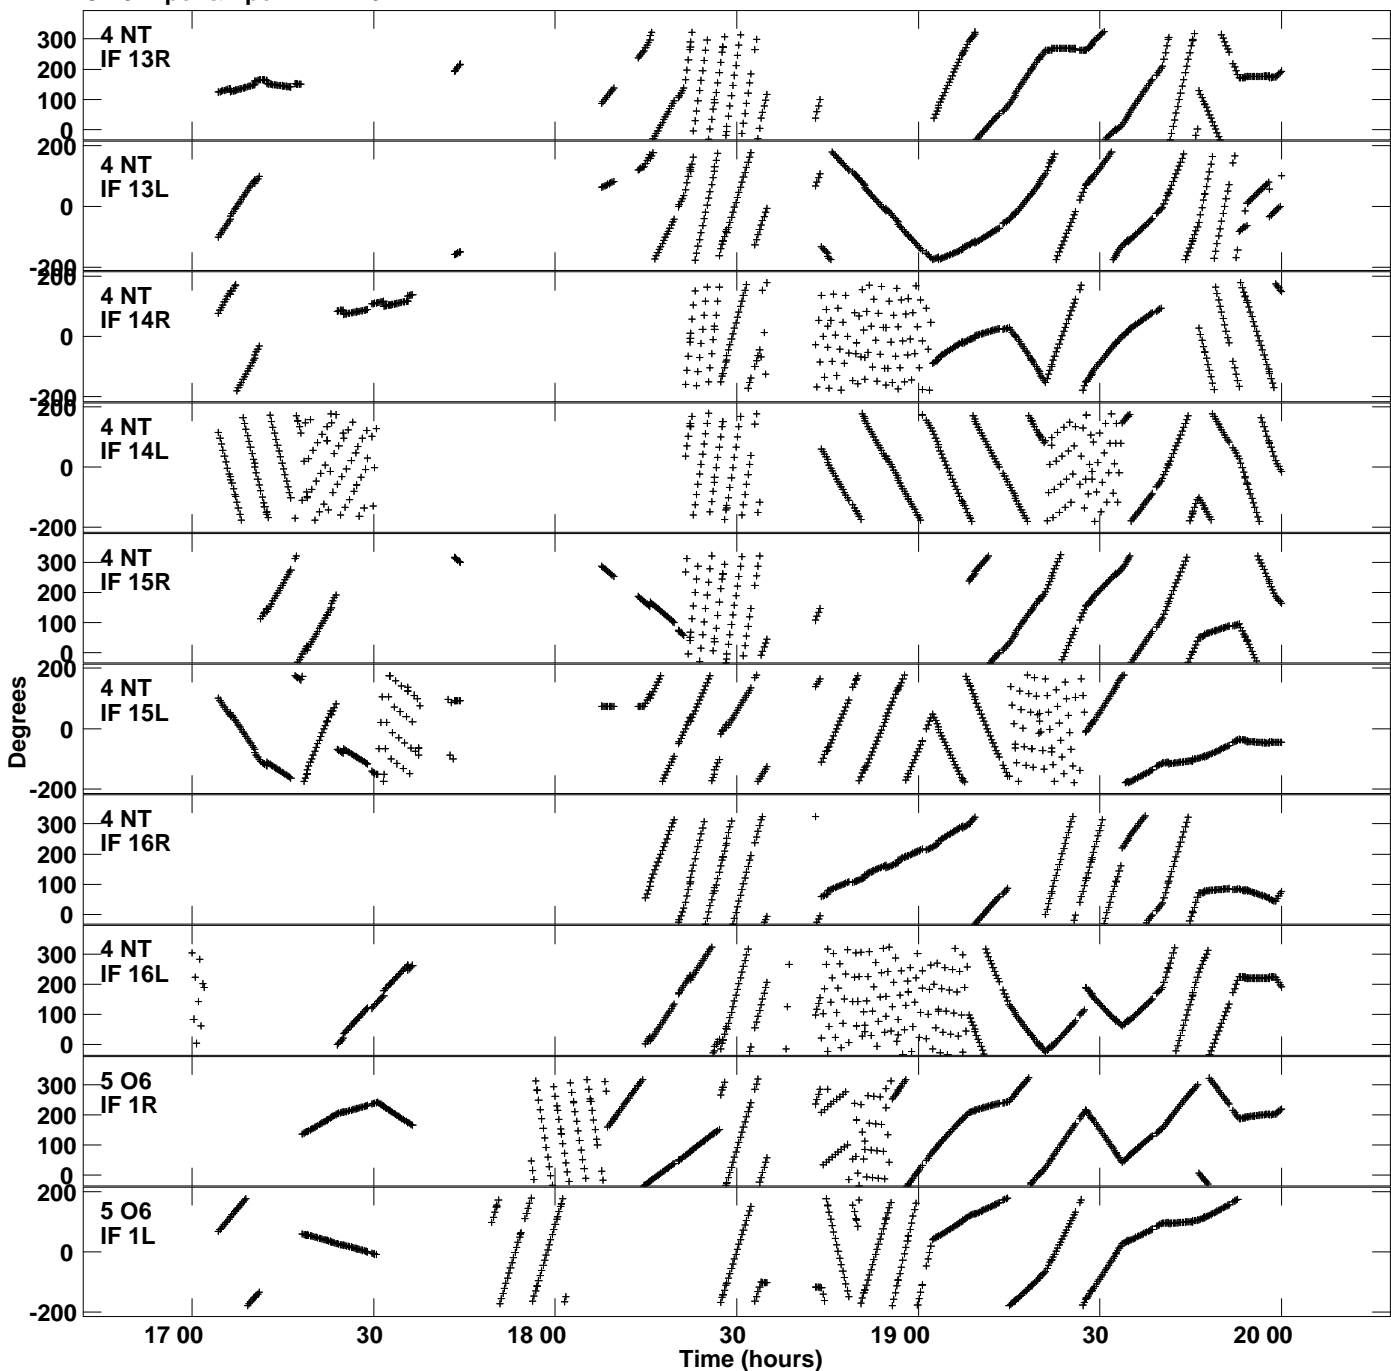 4 NT
IF 13R
300
200
100
0
4 NT
IF 13L
200
0
-200
4 NT
IF 14R
200
0
-200
4 NT
IF 14L
200
0
-200
4 NT
IF 15R
300
200
100
0
4 NT
IF 15L
200
0
-200
4 NT
IF 16R
300
200
100
0
4 NT
IF 16L
300
200
100
0
5 O6
IF 1R
300
200
100
0
5 O6
IF 1L
200
0
-200
Degrees
17 00 30 18 00 30 19 00 30 20 00
Time (hours)